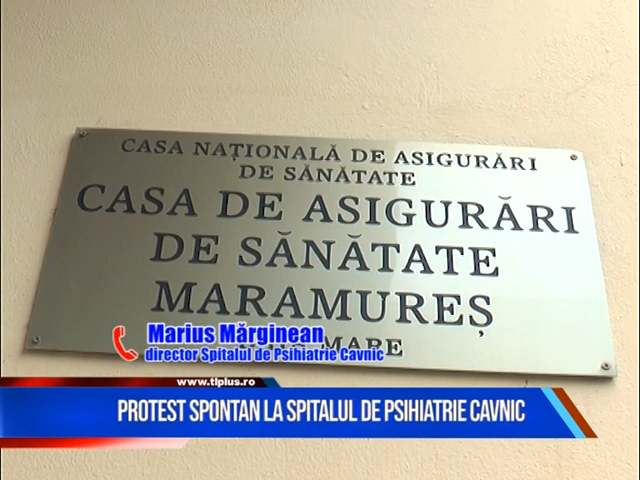 CASA NAȚIONALĂ DE ASIGURĂRI
DE SĂNĂTATE
CASA DE ASIGURĂRI
DE SĂNĂTATE
MARAMUREȘ
MARE
Marius Mărginean
director Spitalul de Psihiatrie Cavnic
www.tlplus.ro
PROTEST SPONTAN LA SPITALUL DE PSIHIATRIE CAVNIC